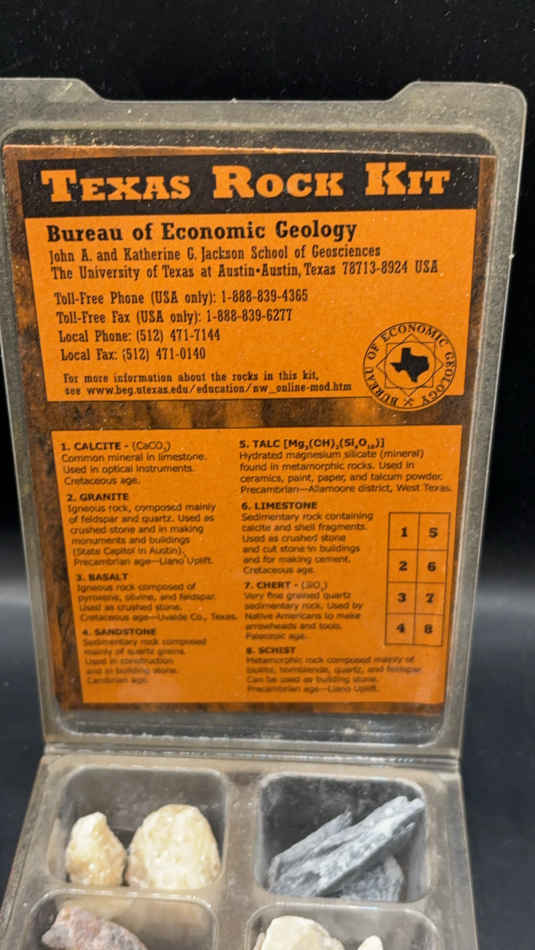 TEXAS ROCK KIT
Bureau of Economic Geology
John A. and Katherine G. Jackson School of Geosciences
The University of Texas at Austin•Austin, Texas 78713-8924 USA
Toll-Free Phone (USA only): 1-888-839-4365
Toll-Free Fax (USA only): 1-888-839-6277
Local Phone: (512) 471-7144
Local Fax: (512) 471-0140
For more information about the rocks in this kit,
see www.beg.utexas.edu/education/nw_online-mod.htm
BUREAU OF ECONOMIC GEOLOGY
1. CALCITE - (CaCO₃)
Common mineral in limestone.
Used in optical instruments.
Cretaceous age.
2. GRANITE
Igneous rock, composed mainly
of feldspar and quartz. Used as
crushed stone and in making
monuments and buildings
(State Capitol in Austin).
Precambrian age—Llano Uplift.
3. BASALT
Igneous rock composed of
pyroxene, olivine, and feldspar.
Used as crushed stone.
Cretaceous age—Uvalde Co., Texas.
4. SANDSTONE
Sedimentary rock composed
mainly of quartz grains.
Used in construction
and in building stone.
Cambrian age.
5. TALC [Mg₃(OH)₂(Si₄O₁₀)]
Hydrated magnesium silicate (mineral)
found in metamorphic rocks. Used in
ceramics, paint, paper, and talcum powder.
Precambrian—Allamoore district, West Texas.
6. LIMESTONE
Sedimentary rock containing
calcite and shell fragments.
Used as crushed stone
and cut stone in buildings
and for making cement.
Cretaceous age.
7. CHERT - (SiO₂)
Very fine grained quartz
sedimentary rock. Used by
Native Americans to make
arrowheads and tools.
Paleozoic age.
8. SCHIST
Metamorphic rock composed mainly of
biotite, hornblende, quartz, and feldspar.
Can be used as building stone.
Precambrian age—Llano Uplift.
1 5
2 6
3 7
4 8